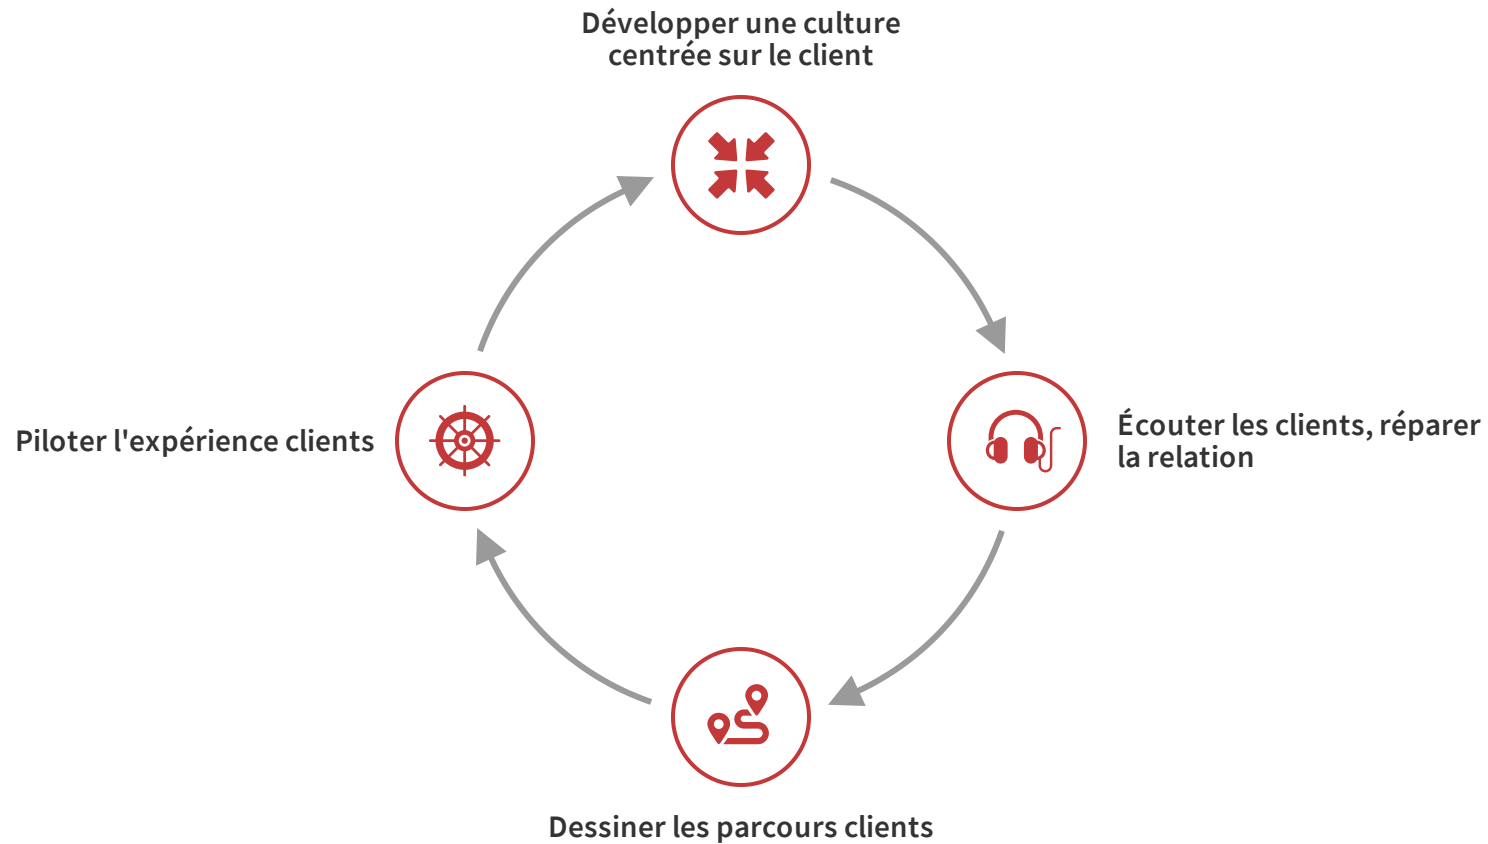 Développer une culture
centrée sur le client
Piloter l'expérience clients
Écouter les clients, réparer
la relation
Dessiner les parcours clients